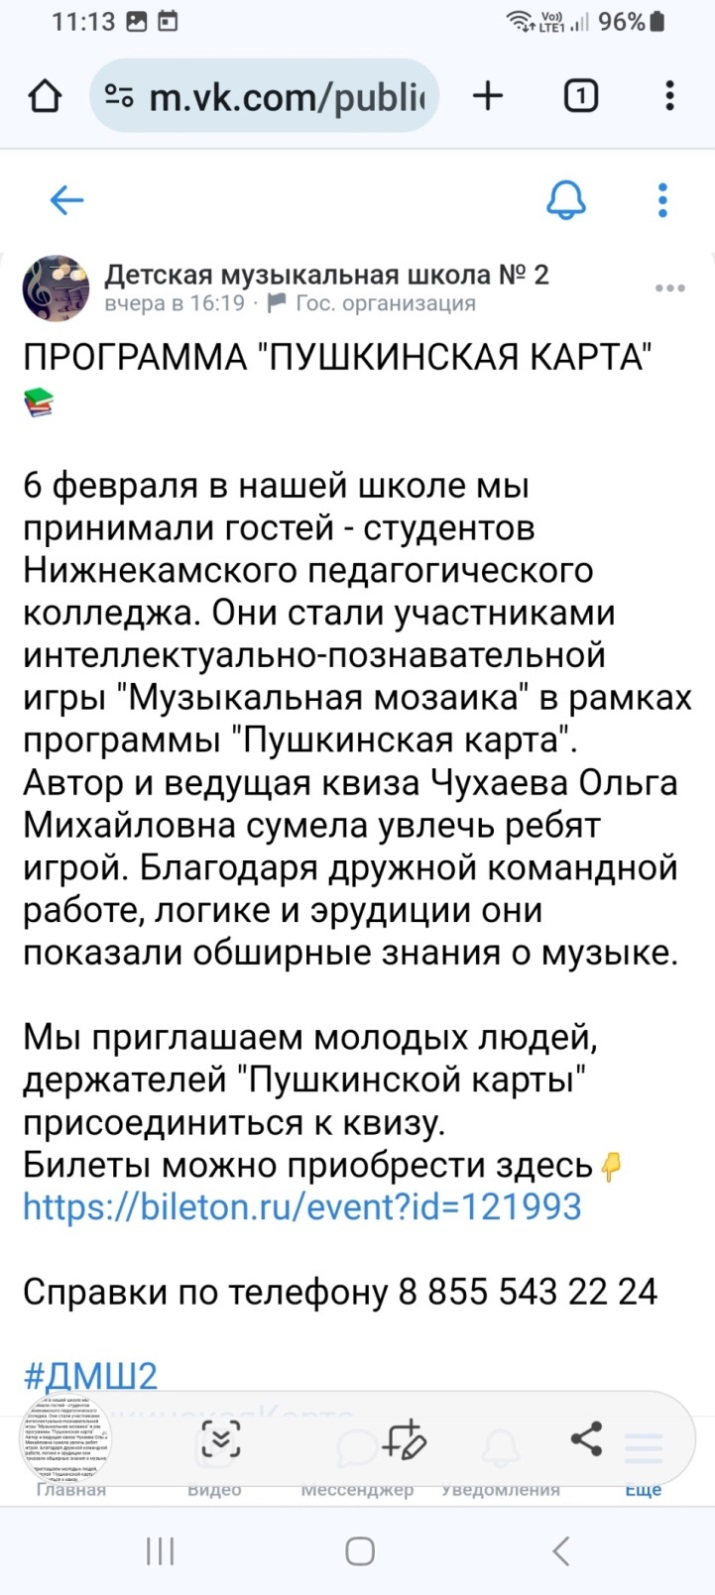 11:13
Vo))
LTE1
96%
m.vk.com/publi
1
Детская музыкальная школа № 2
вчера в 16:19 · Гос. организация
ПРОГРАММА "ПУШКИНСКАЯ КАРТА"
6 февраля в нашей школе мы
принимали гостей - студентов
Нижнекамского педагогического
колледжа. Они стали участниками
интеллектуально-познавательной
игры "Музыкальная мозаика" в рамках
программы "Пушкинская карта".
Автор и ведущая квиза Чухаева Ольга
Михайловна сумела увлечь ребят
игрой. Благодаря дружной командной
работе, логике и эрудиции они
показали обширные знания о музыке.
Мы приглашаем молодых людей,
держателей "Пушкинской карты"
присоединиться к квизу.
Билеты можно приобрести здесь
https://bileton.ru/event?id=121993
Справки по телефону 8 855 543 22 24
#ДМШ2
Главная
Видео
Мессенджер
Уведомления
Ещё